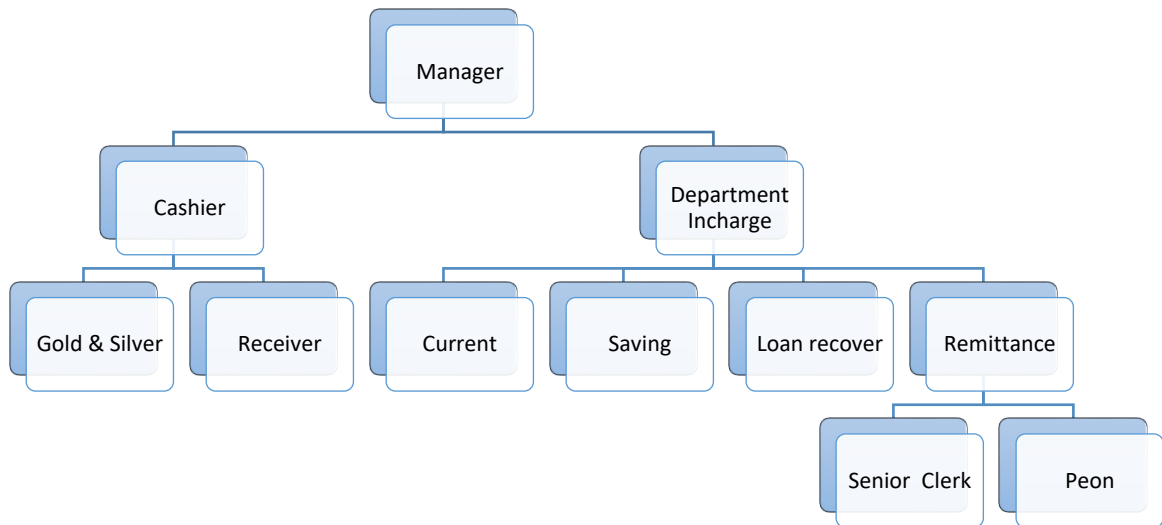 Manager
Cashier
Department
Incharge
Gold & Silver
Receiver
Current
Saving
Loan recover
Remittance
Senior Clerk
Peon